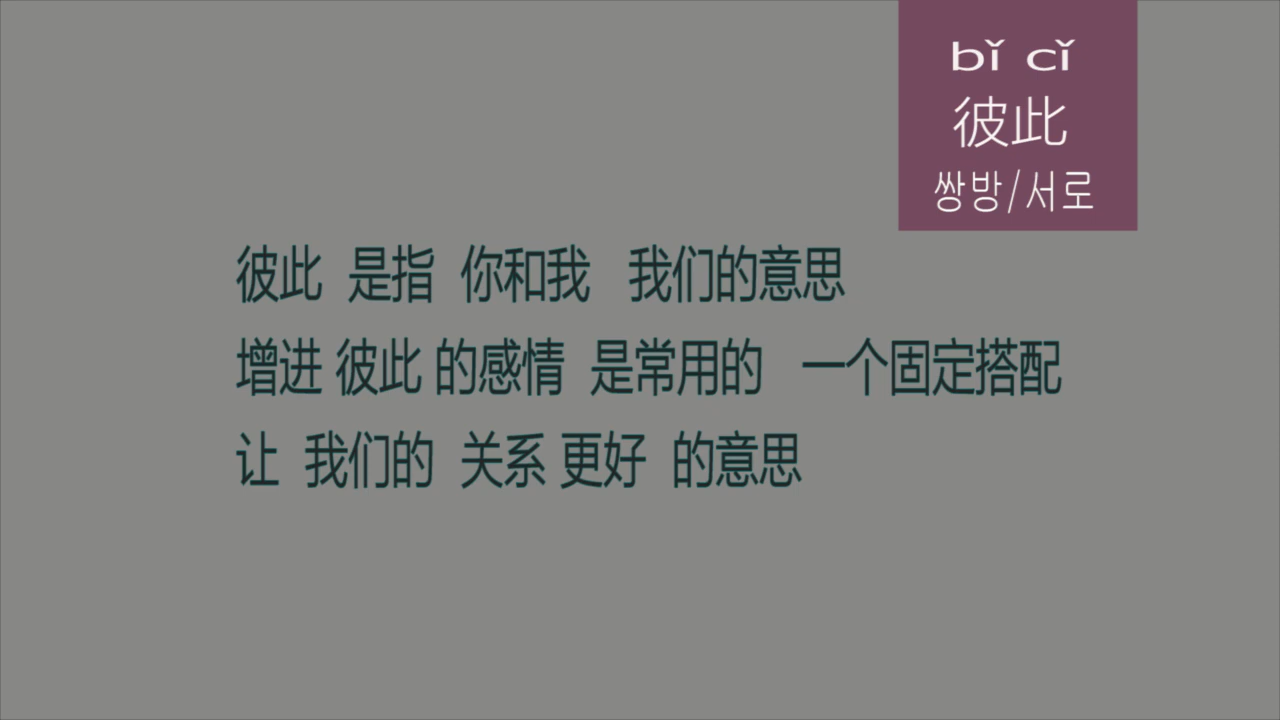 bǐ cǐ
彼此
쌍방/서로
彼此 是指 你和我 我们的意思
增进 彼此 的感情 是常用的 一个固定搭配
让 我们的 关系 更好 的意思